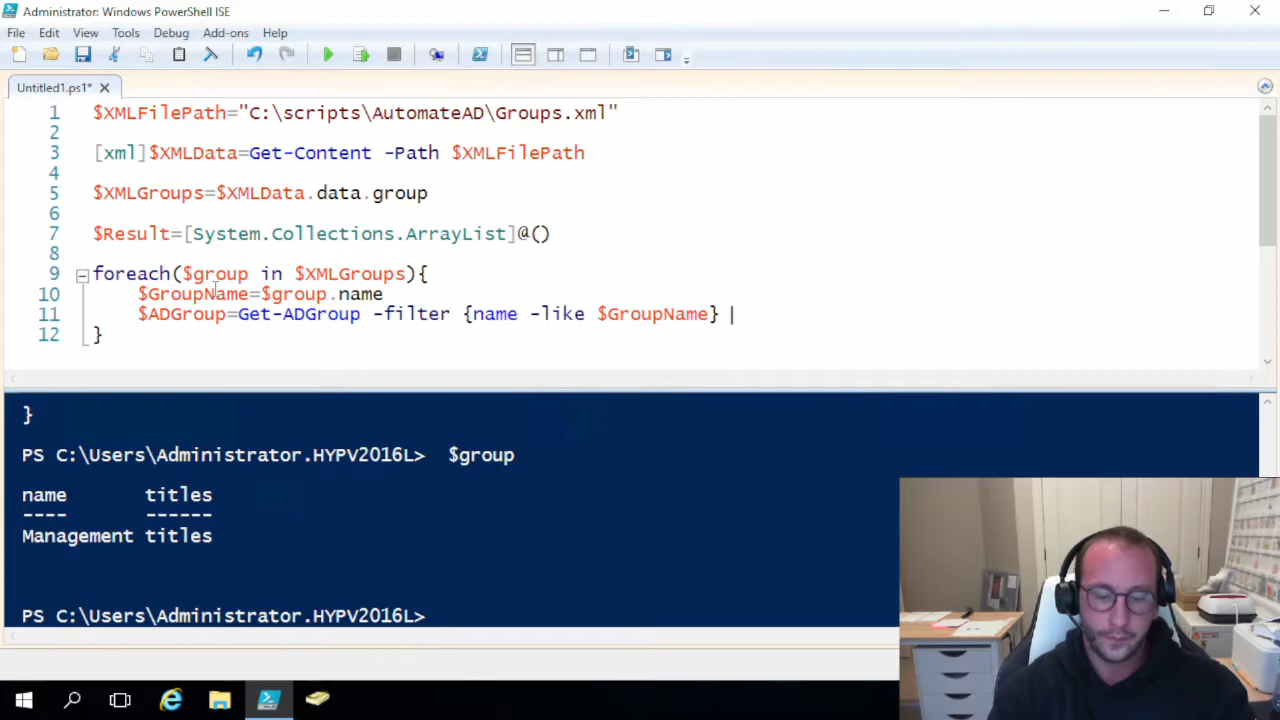 Administrator: Windows PowerShell ISE
File Edit View Tools Debug Add-ons Help
Untitled1.ps1*
1 $XMLFilePath="C:\scripts\AutomateAD\Groups.xml"
2
3 [xml]$XMLData=Get-Content -Path $XMLFilePath
4
5 $XMLGroups=$XMLData.data.group
6
7 $Result=[System.Collections.ArrayList]@()
8
9 foreach($group in $XMLGroups){
10 $GroupName=$group.name
11 $ADGroup=Get-ADGroup -filter {name -like $GroupName}
12 }
}
PS C:\Users\Administrator.HYPV2016L> $group
name titles
---- ------
Management titles
PS C:\Users\Administrator.HYPV2016L>